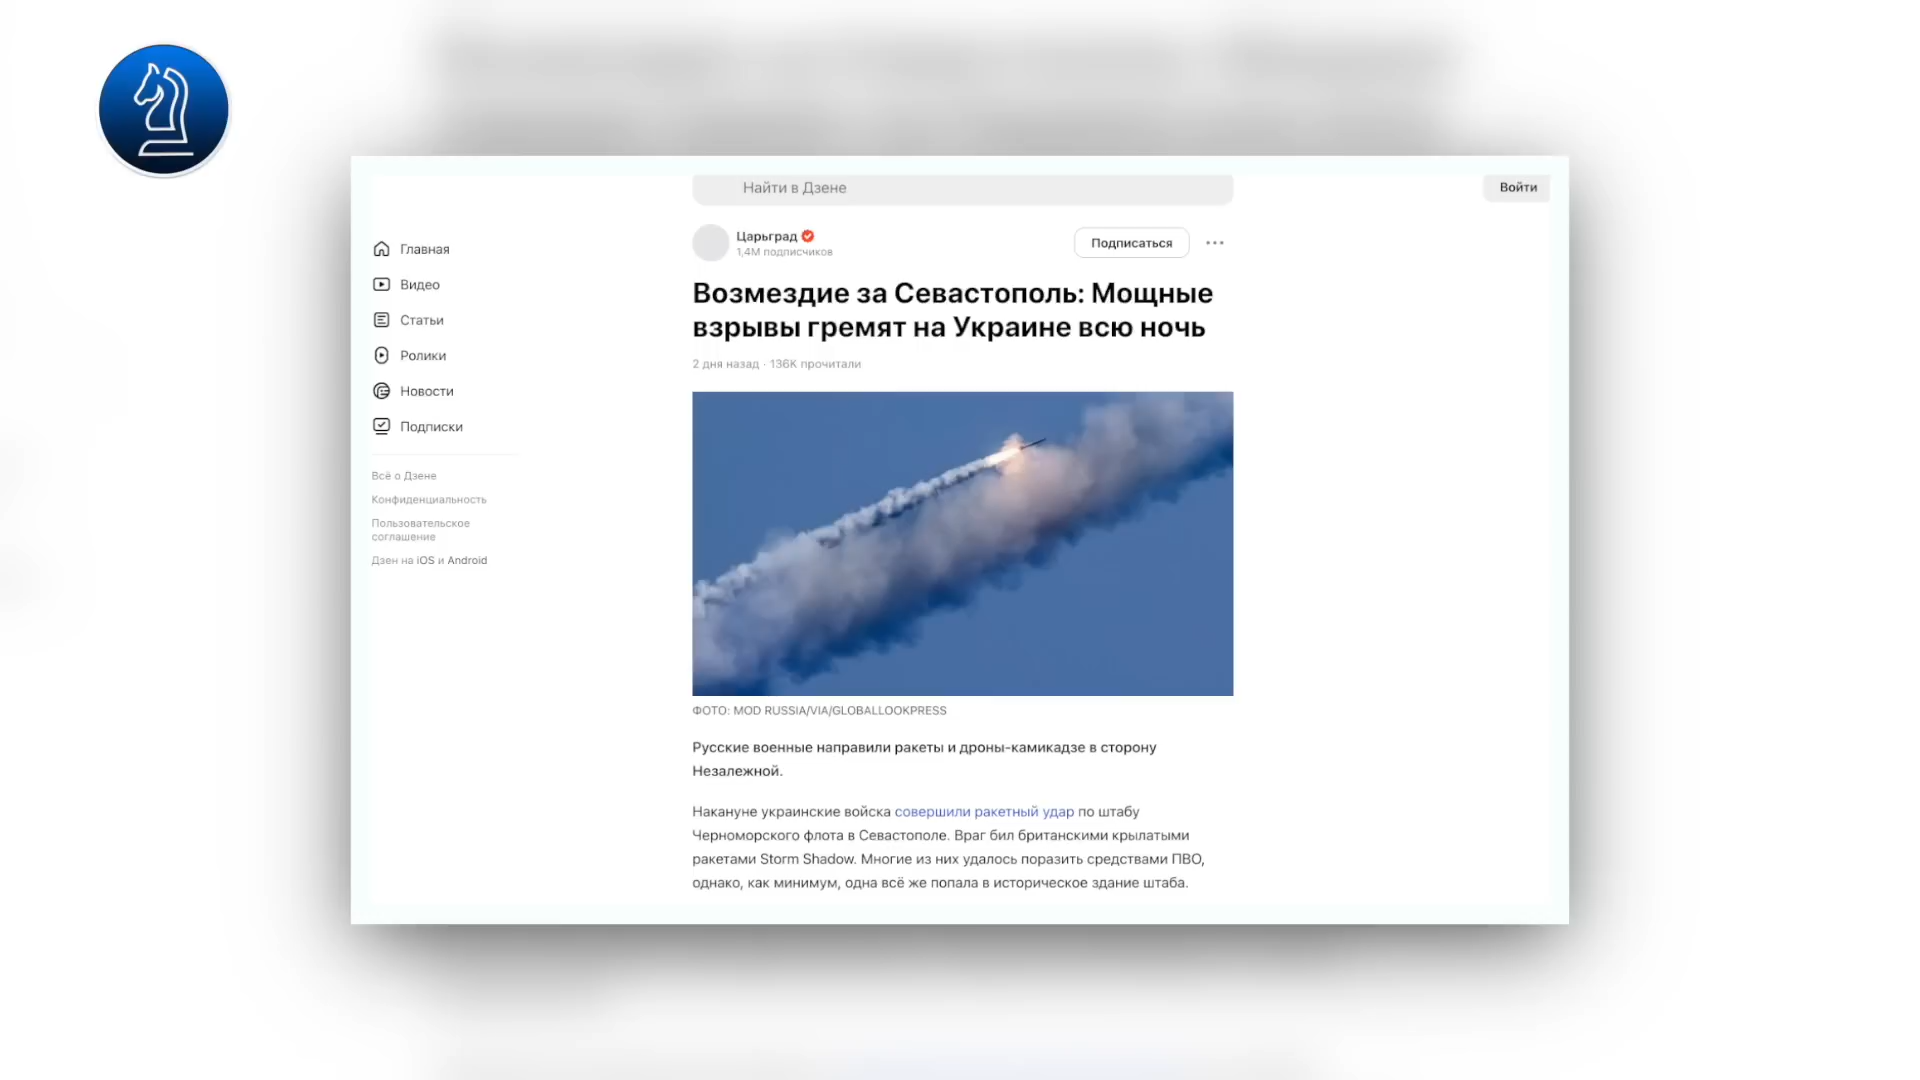 Найти в Дзене
Войти
Царьград
1,4M подписчиков
Подписаться
Главная
Видео
Статьи
Ролики
Новости
Подписки
Всё о Дзене
Конфиденциальность
Пользовательское
соглашение
Дзен на iOS и Android
Возмездие за Севастополь: Мощные
взрывы гремят на Украине всю ночь
2 дня назад · 136K прочитали
ФОТО: MOD RUSSIA/VIA/GLOBALLOOKPRESS
Русские военные направили ракеты и дроны-камикадзе в сторону
Незалежной.
Накануне украинские войска совершили ракетный удар по штабу
Черноморского флота в Севастополе. Враг бил британскими крылатыми
ракетами Storm Shadow. Многие из них удалось поразить средствами ПВО,
однако, как минимум, одна всё же попала в историческое здание штаба.